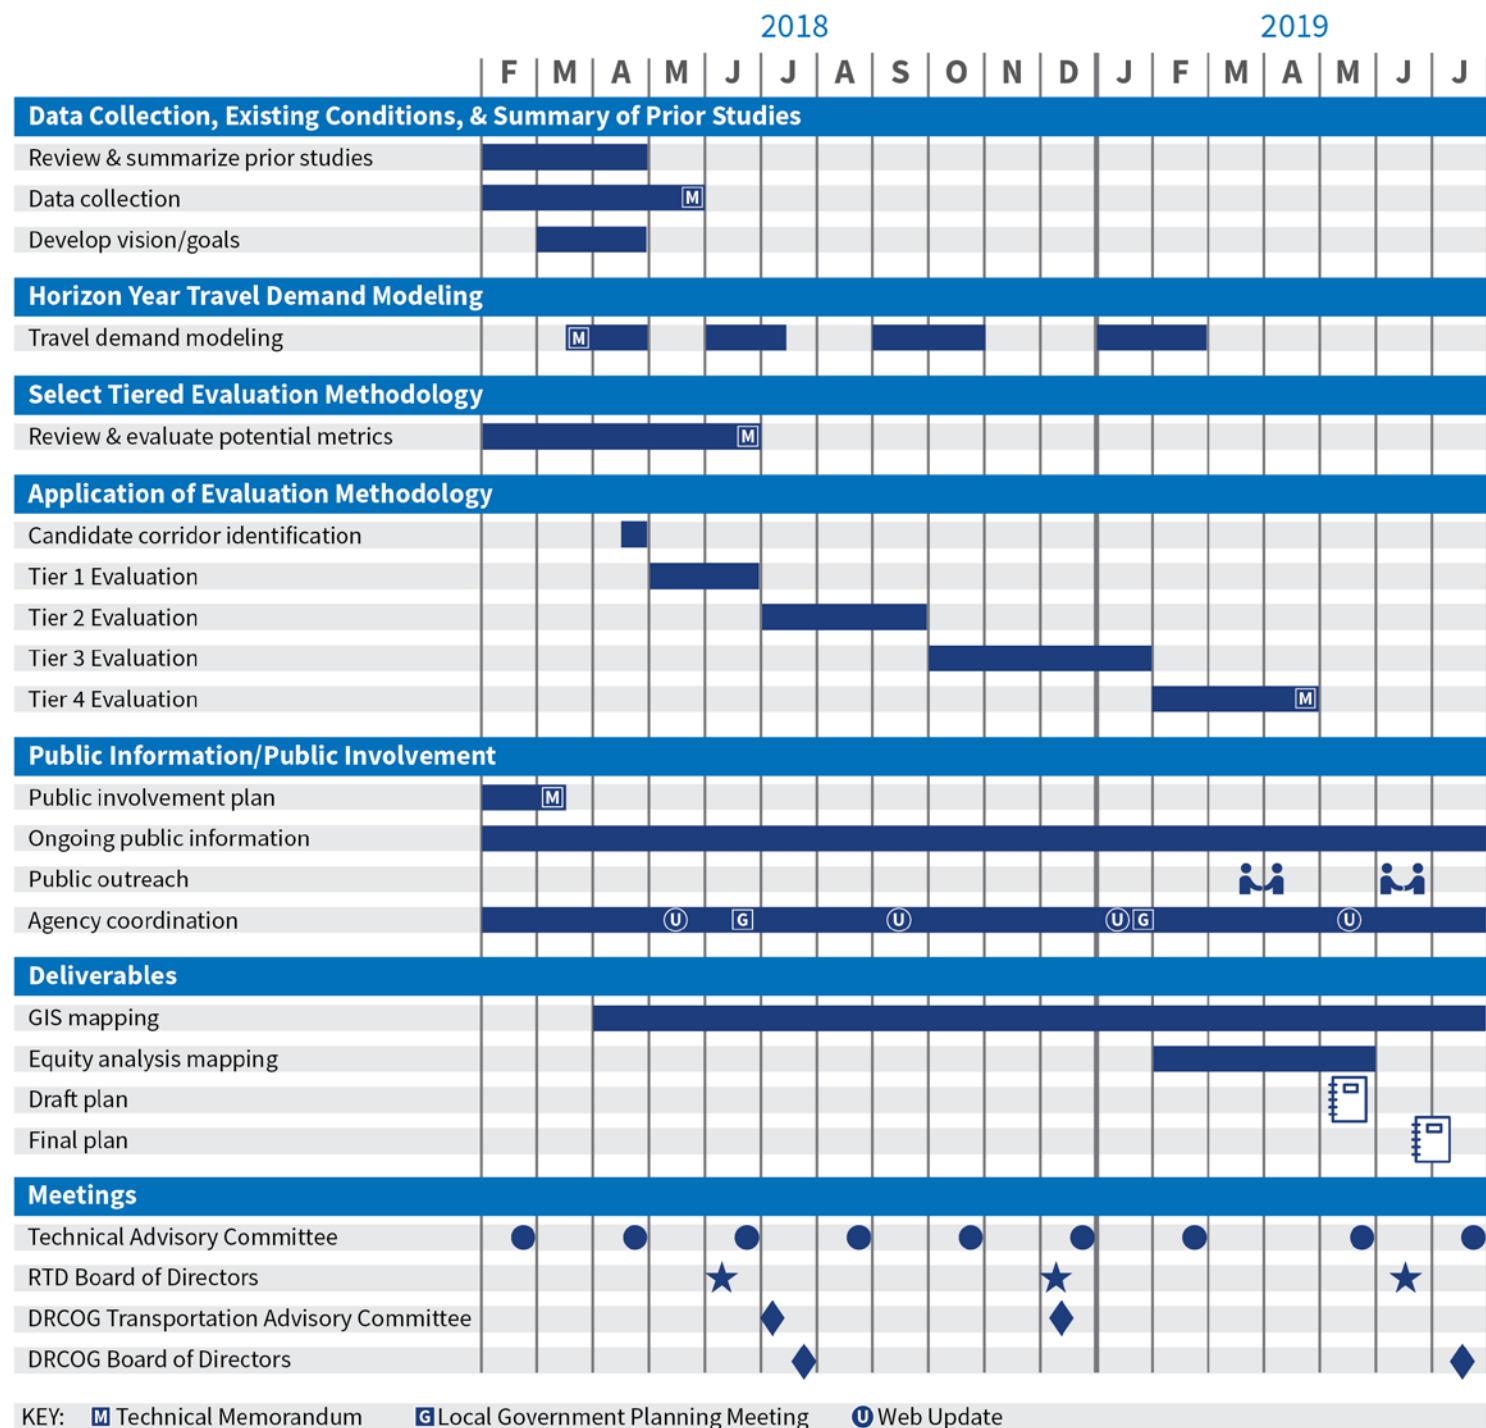 2018 2019
F M A M J J A S O N D J F M A M J J
Data Collection, Existing Conditions, & Summary of Prior Studies
Review & summarize prior studies
Data collection M
Develop vision/goals
Horizon Year Travel Demand Modeling
Travel demand modeling M
Select Tiered Evaluation Methodology
Review & evaluate potential metrics M
Application of Evaluation Methodology
Candidate corridor identification
Tier 1 Evaluation
Tier 2 Evaluation
Tier 3 Evaluation
Tier 4 Evaluation M
Public Information/Public Involvement
Public involvement plan M
Ongoing public information
Public outreach
Agency coordination U G U U G U
Deliverables
GIS mapping
Equity analysis mapping
Draft plan
Final plan
Meetings
Technical Advisory Committee
RTD Board of Directors
DRCOG Transportation Advisory Committee
DRCOG Board of Directors
KEY: M Technical Memorandum G Local Government Planning Meeting U Web Update